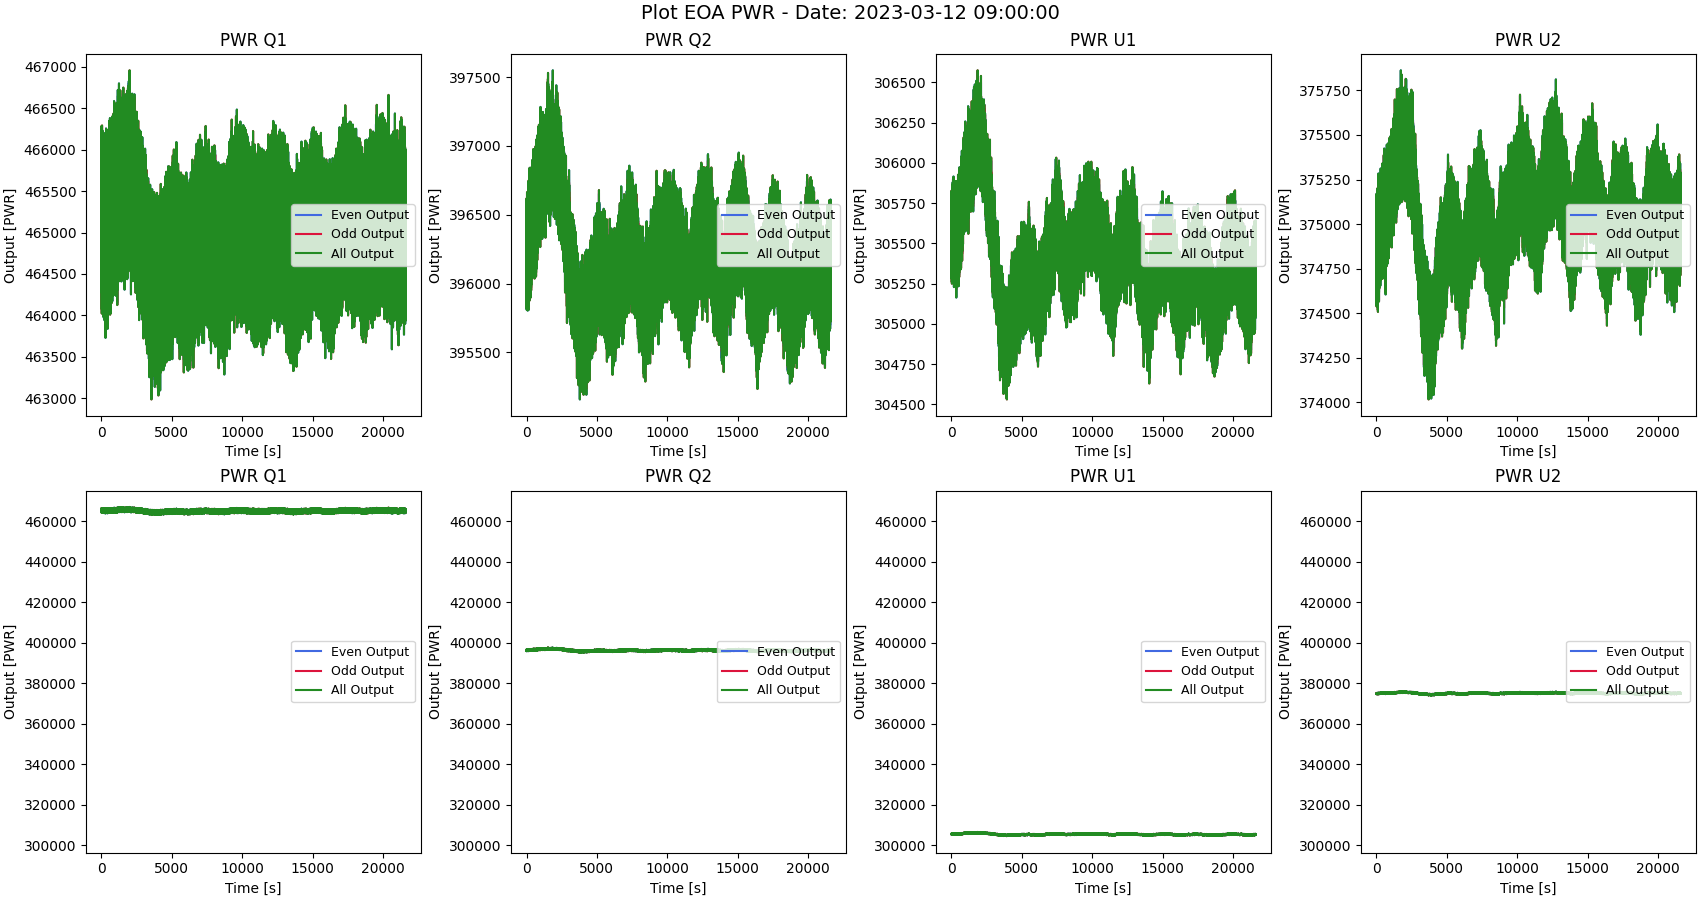 Plot EOA PWR - Date: 2023-03-12 09:00:00
PWR Q1
PWR Q2
PWR U1
PWR U2
Output [PWR]
467000
466500
466000
465500
465000
464500
464000
463500
463000
0
5000
10000
15000
20000
Time [s]
Even Output
Odd Output
All Output
Output [PWR]
397500
397000
396500
396000
395500
0
5000
10000
15000
20000
Time [s]
Even Output
Odd Output
All Output
Output [PWR]
306500
306250
306000
305750
305500
305250
305000
304750
304500
0
5000
10000
15000
20000
Time [s]
Even Output
Odd Output
All Output
Output [PWR]
375750
375500
375250
375000
374750
374500
374250
374000
0
5000
10000
15000
20000
Time [s]
Even Output
Odd Output
All Output
PWR Q1
PWR Q2
PWR U1
PWR U2
Output [PWR]
460000
440000
420000
400000
380000
360000
340000
320000
300000
0
5000
10000
15000
20000
Time [s]
Even Output
Odd Output
All Output
Output [PWR]
460000
440000
420000
400000
380000
360000
340000
320000
300000
0
5000
10000
15000
20000
Time [s]
Even Output
Odd Output
All Output
Output [PWR]
460000
440000
420000
400000
380000
360000
340000
320000
300000
0
5000
10000
15000
20000
Time [s]
Even Output
Odd Output
All Output
Output [PWR]
460000
440000
420000
400000
380000
360000
340000
320000
300000
0
5000
10000
15000
20000
Time [s]
Even Output
Odd Output
All Output